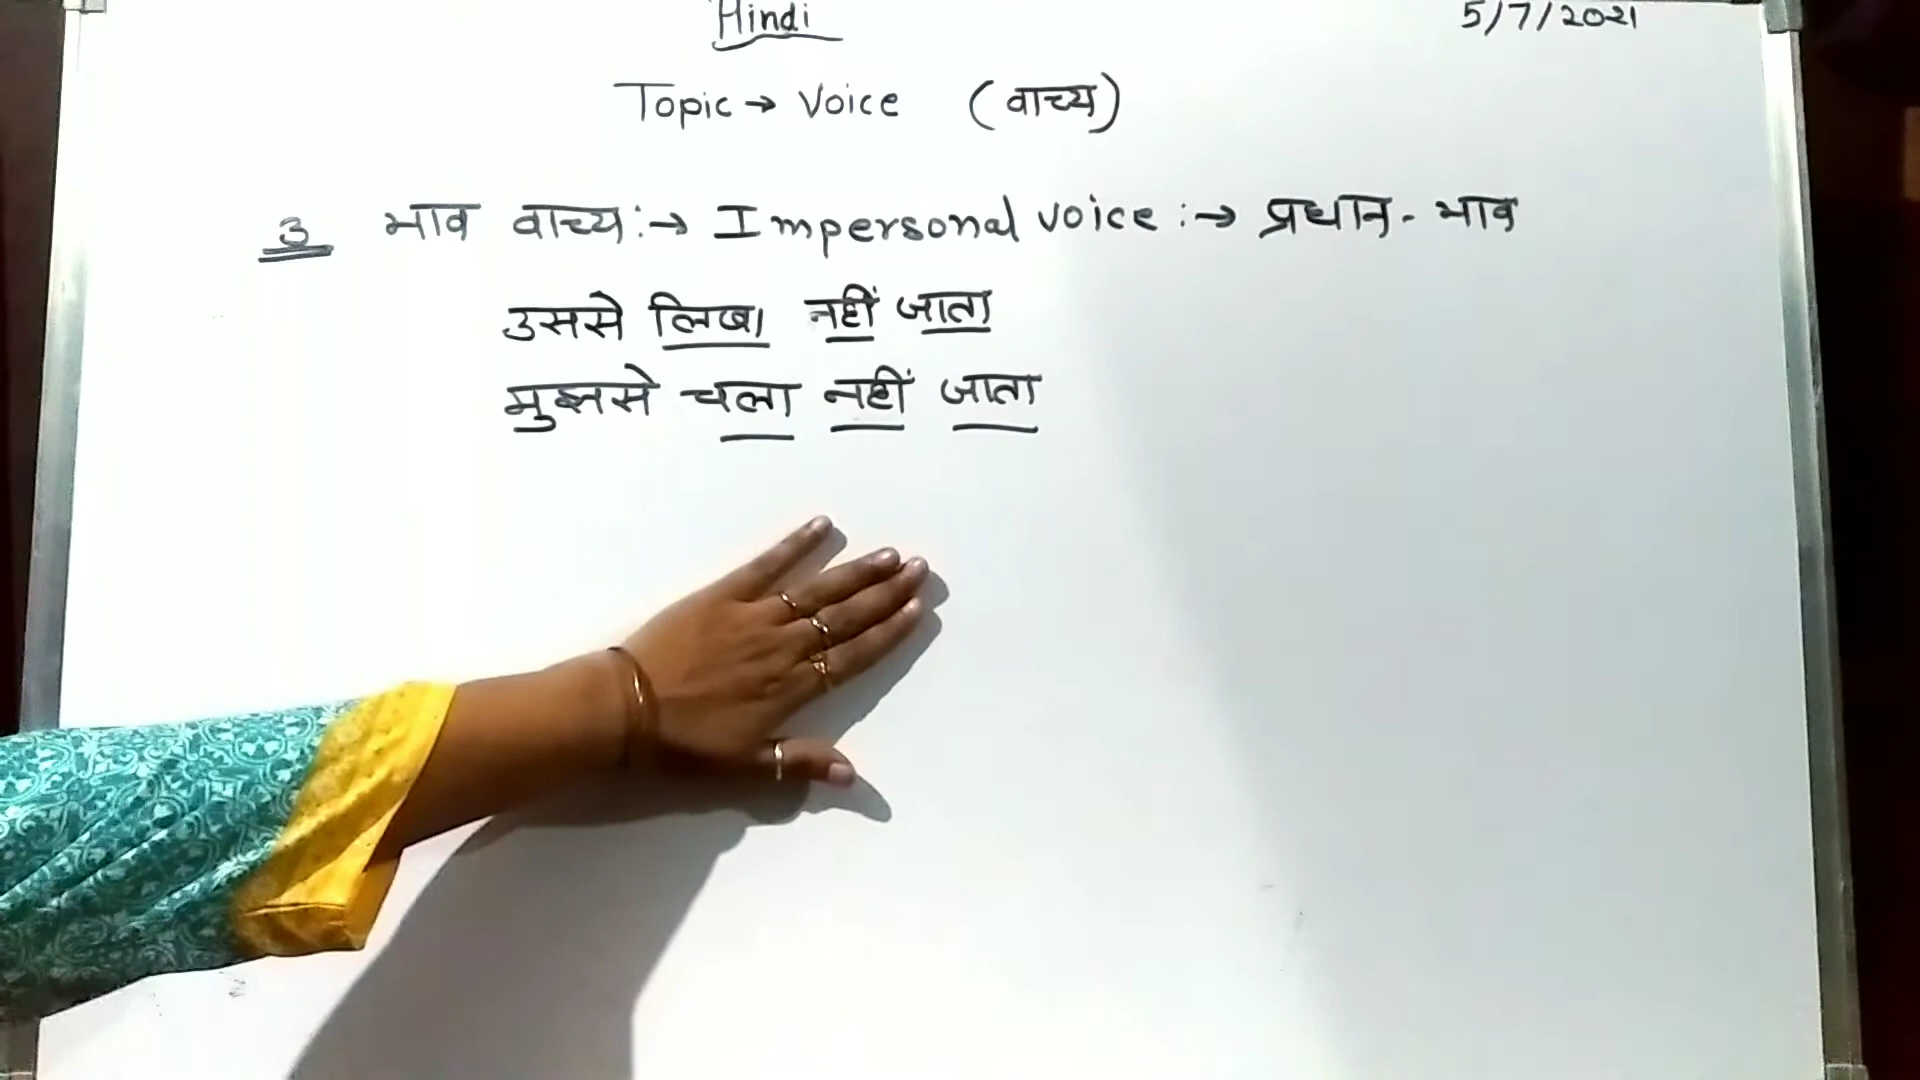 Hindi
5/7/2021
Topic → Voice (वाच्य)
3 भाव वाच्य :→ Impersonal voice :→ प्रधान - भाव
उससे लिखा नहीं जाता
मुझसे चला नहीं जाता